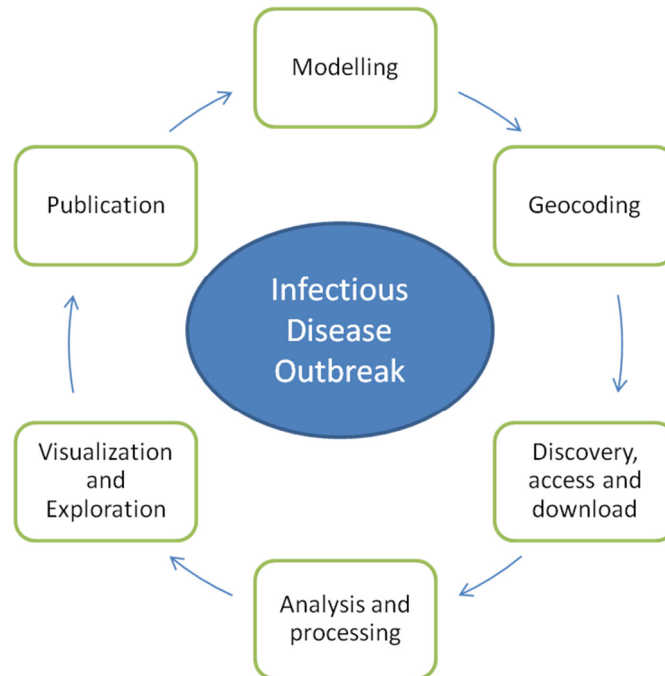 Modelling
Publication
Geocoding
Infectious
Disease
Outbreak
Visualization
and
Exploration
Discovery,
access and
download
Analysis and
processing